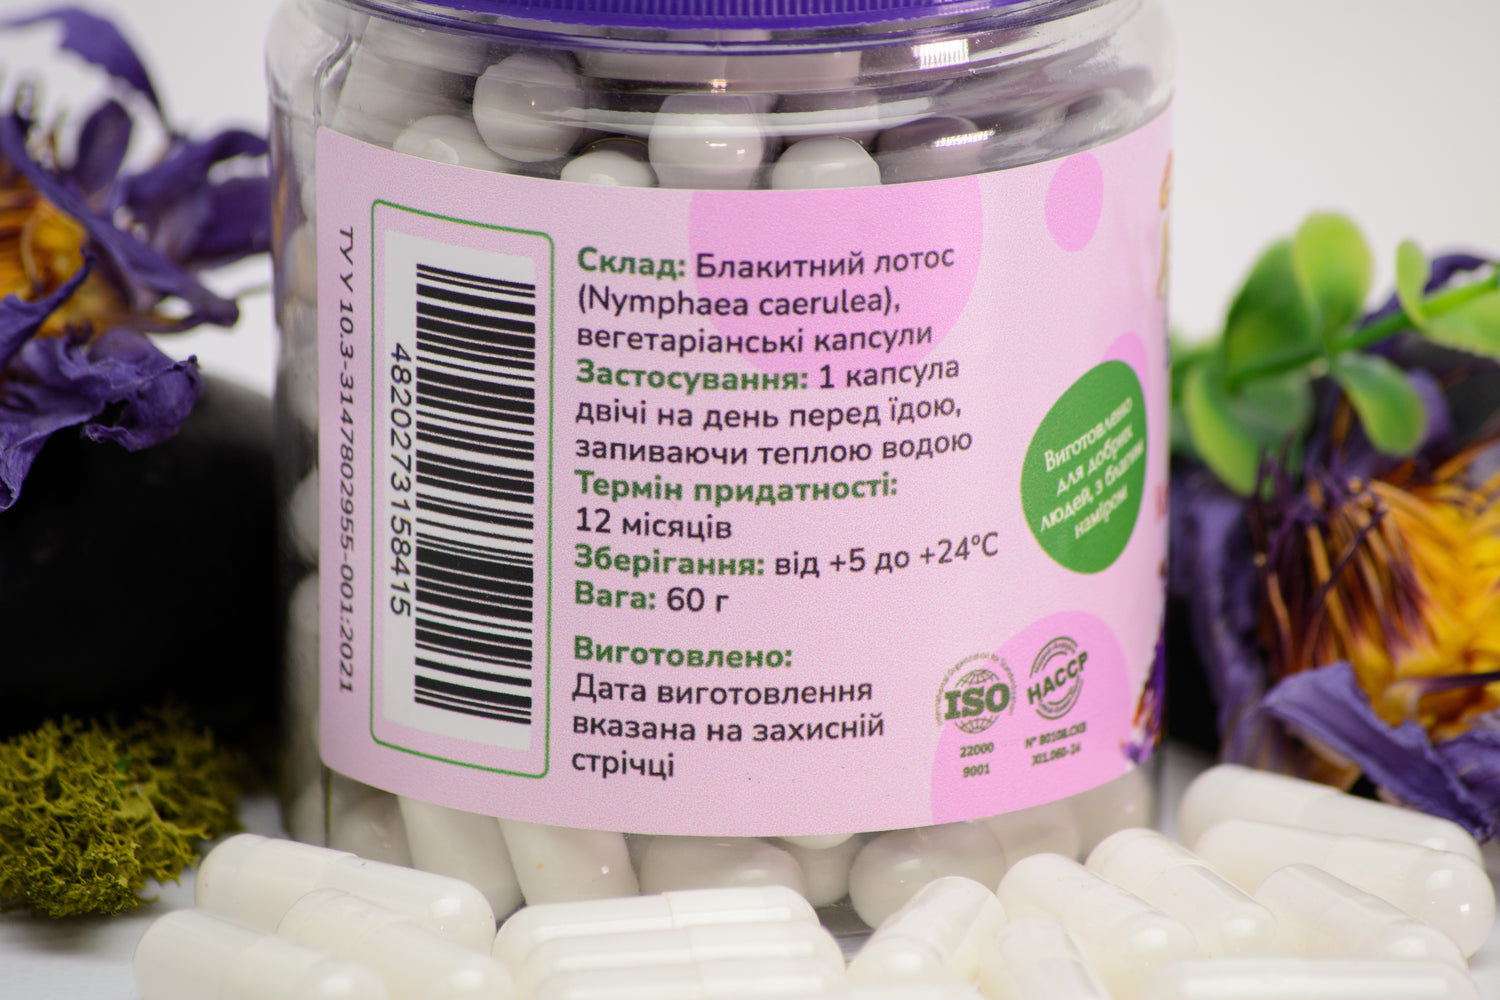 ТУ У 10.3-3147802955-001:2021
4820273158415
Склад: Блакитний лотос
(Nymphaea caerulea),
вегетаріанські капсули
Застосування: 1 капсула
двічі на день перед їдою,
запиваючи теплою водою
Термін придатності:
12 місяців
Зберігання: від +5 до +24°C
Вага: 60 г
Виготовлено:
Дата виготовлення
вказана на захисній
стрічці
Виготовлено
для добрих
людей, з благим
наміром
ISO
22000
9001
HACCP